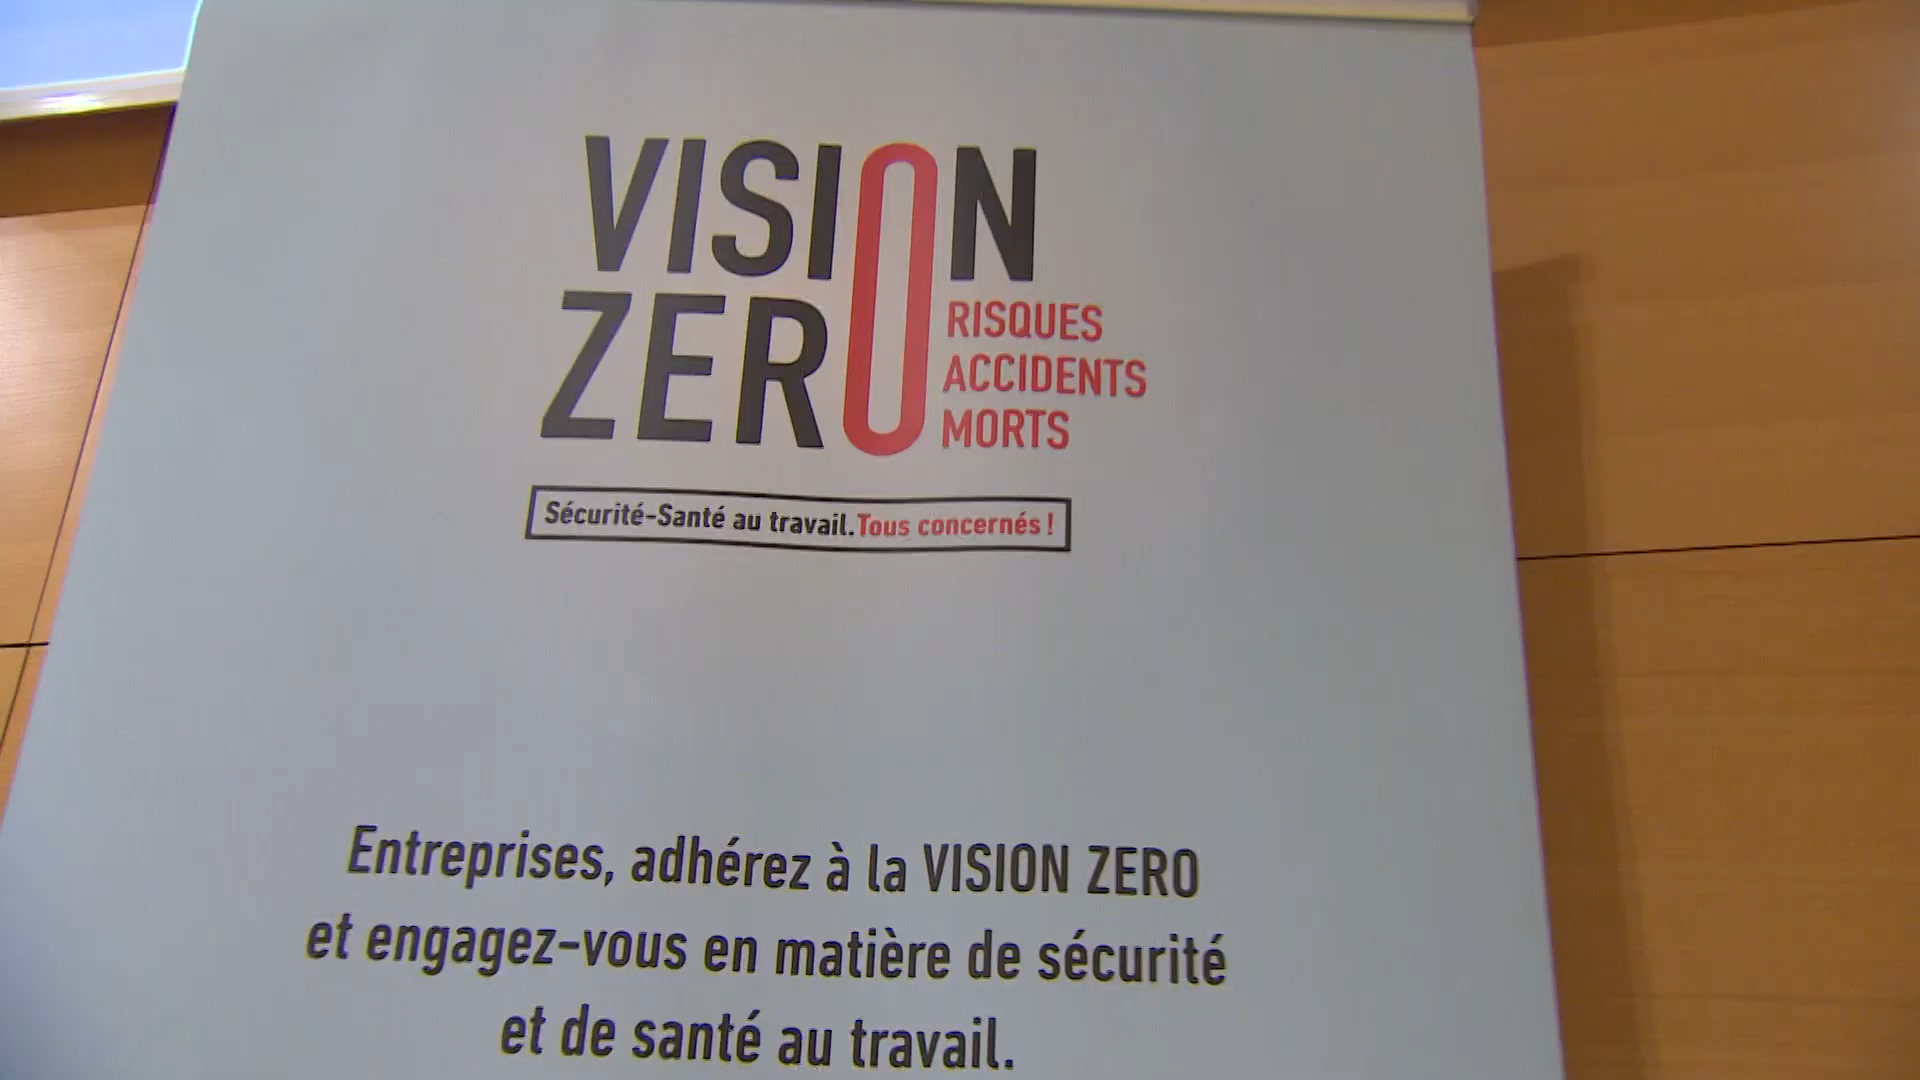 VISION
ZERO
RISQUES
ACCIDENTS
MORTS
Sécurité-Santé au travail. Tous concernés !
Entreprises, adhérez à la VISION ZERO
et engagez-vous en matière de sécurité
et de santé au travail.